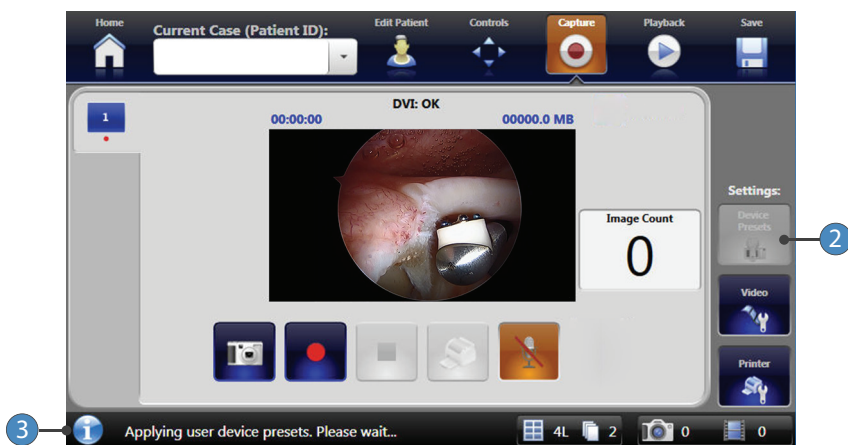 Home
Current Case (Patient ID):
Edit Patient
Controls
Capture
Playback
Save
1
DVI: OK
00:00:00
00000.0 MB
Image Count
0
Settings:
Device
Presets
2
Video
Printer
3
i
Applying user device presets. Please wait...
4L
2
0
0